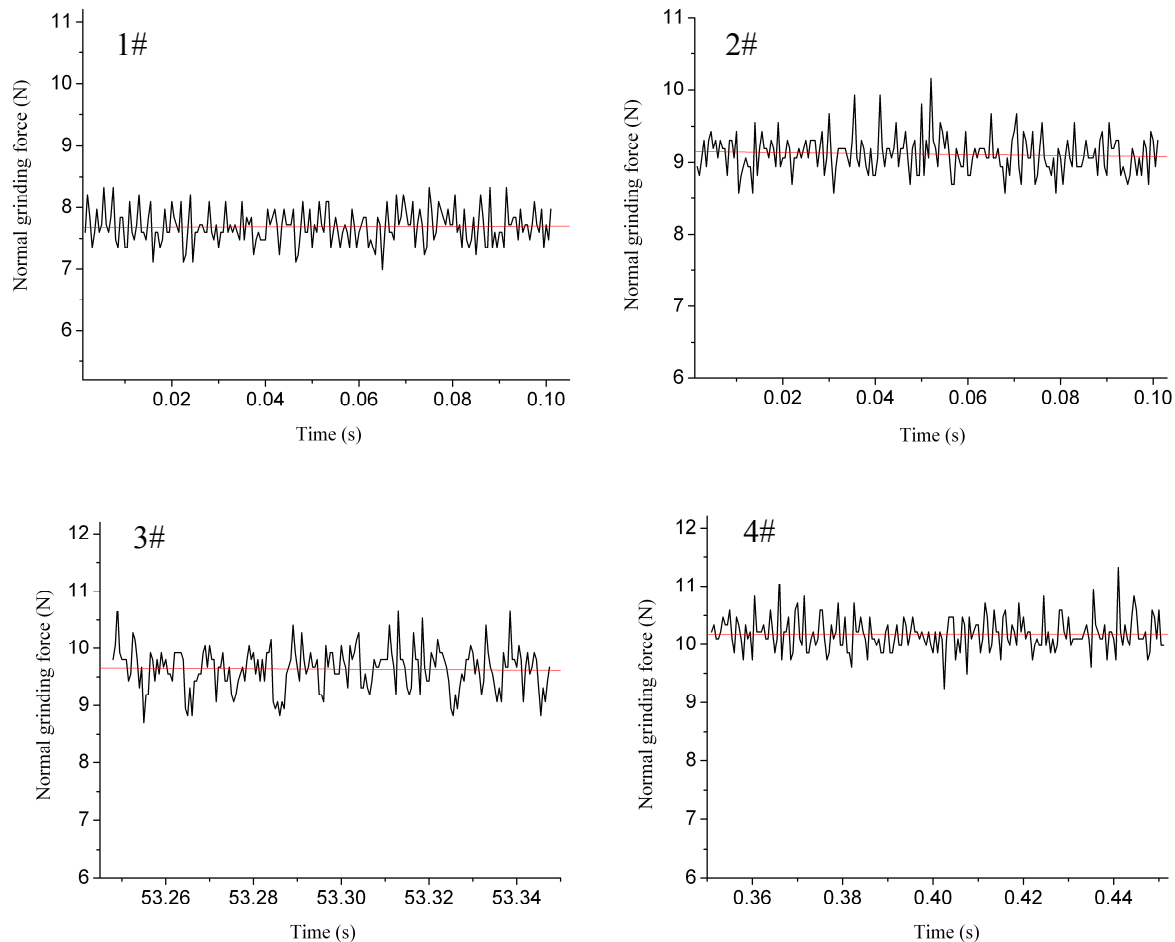 1#
Normal grinding force (N)
11
10
9
8
7
6
0.02 0.04 0.06 0.08 0.10
Time (s)
2#
Normal grinding force (N)
11
10
9
8
7
6
0.02 0.04 0.06 0.08 0.10
Time (s)
3#
Normal grinding force (N)
12
11
10
9
8
7
6
53.26 53.28 53.30 53.32 53.34
Time (s)
4#
Normal grinding force (N)
12
11
10
9
8
7
6
0.36 0.38 0.40 0.42 0.44
Time (s)